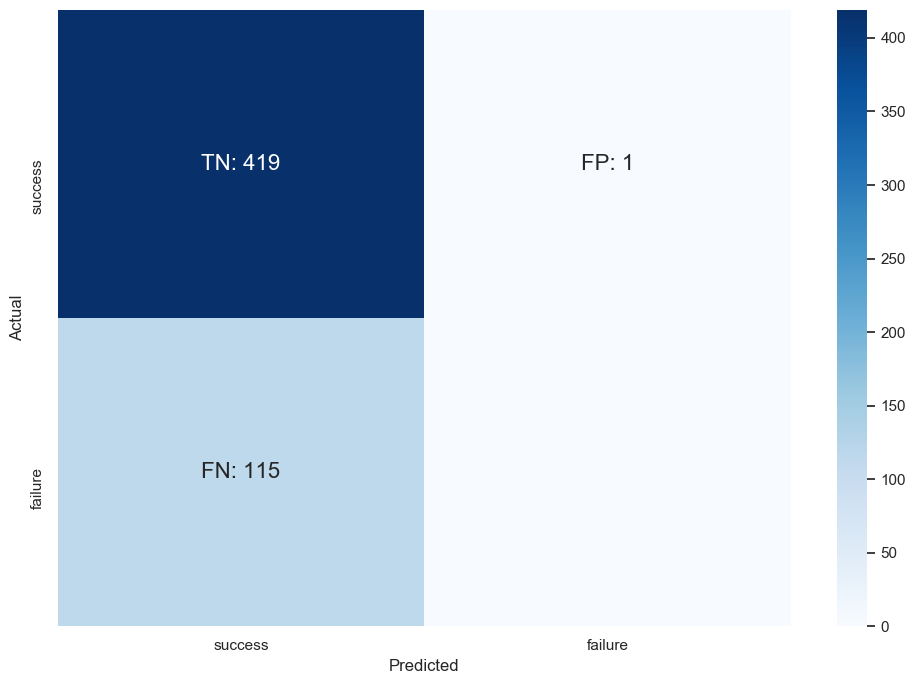 TN: 419
FP: 1
FN: 115
success
failure
Actual
success
failure
Predicted
400
350
300
250
200
150
100
50
0